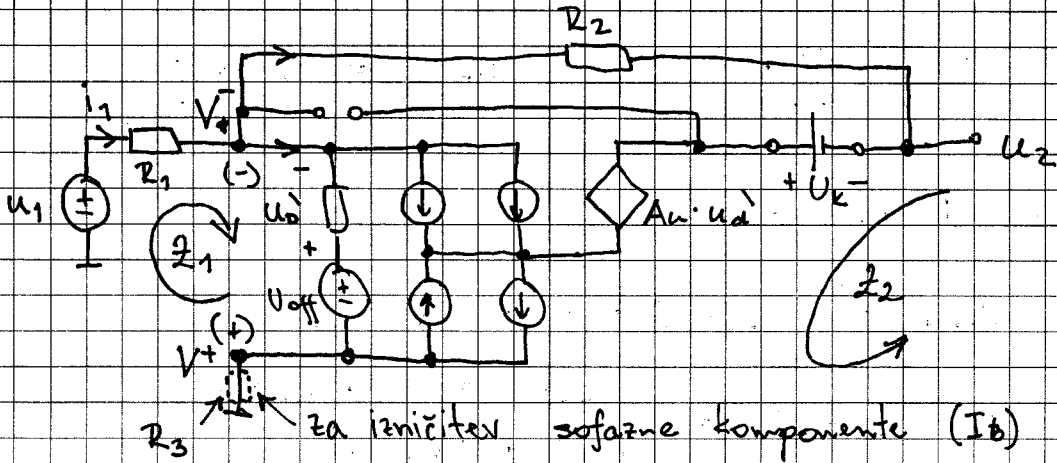 R2
i1
V-
R1
(-)
-
u1
Z1
ud'
+
Uoff
Au·ud'
+ Uk -
u2
Z2
(+)
V+
R3
za izničitev sofazne komponente (IB)